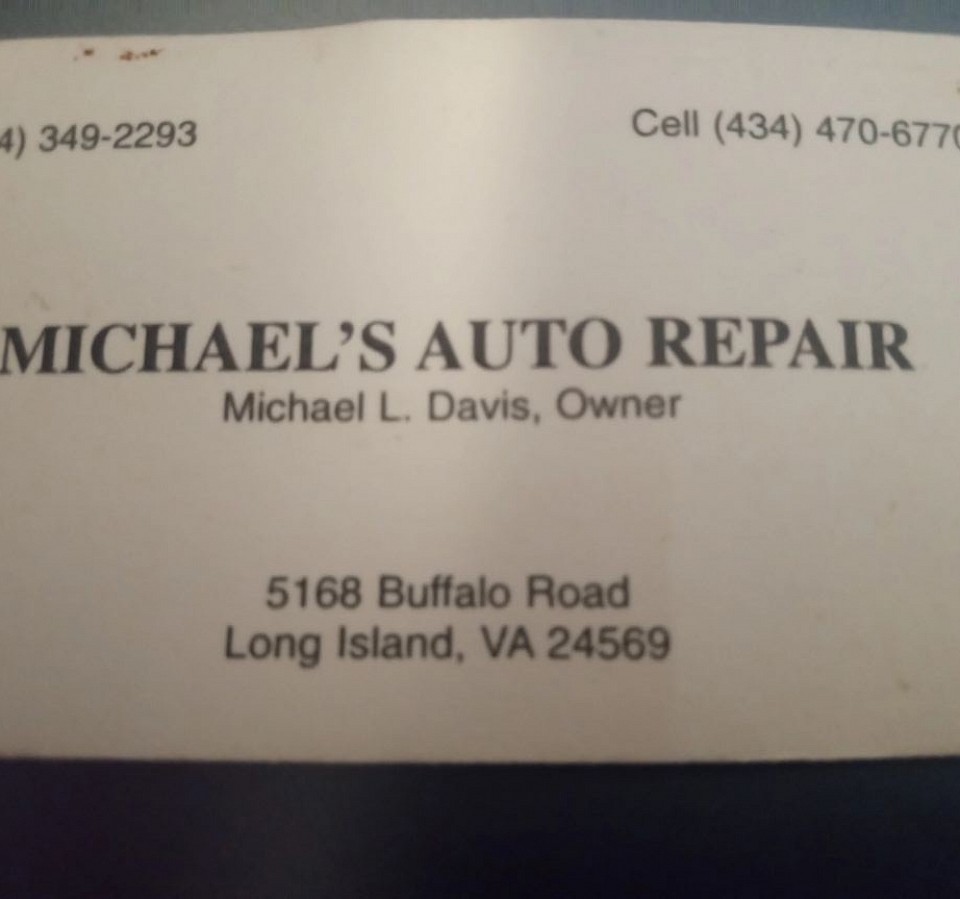 4) 349-2293
Cell (434) 470-6770
MICHAEL'S AUTO REPAIR
Michael L. Davis, Owner
5168 Buffalo Road
Long Island, VA 24569